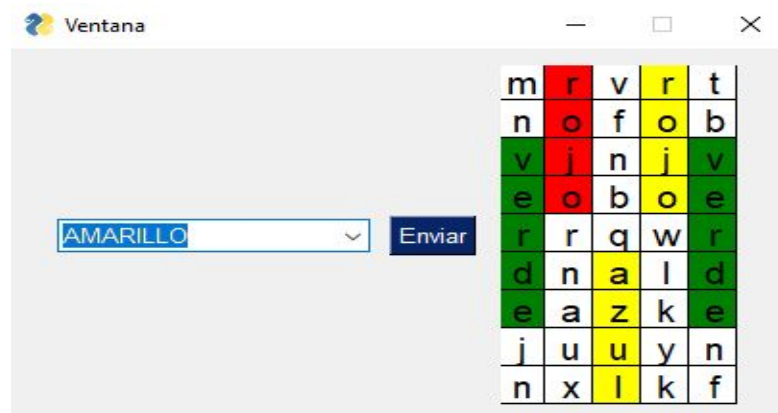 Ventana
AMARILLO
Enviar
m r v r t
n o f o b
v j n j v
e o b o e
r r q w r
d n a l d
e a z k e
j u u y n
n x l k f